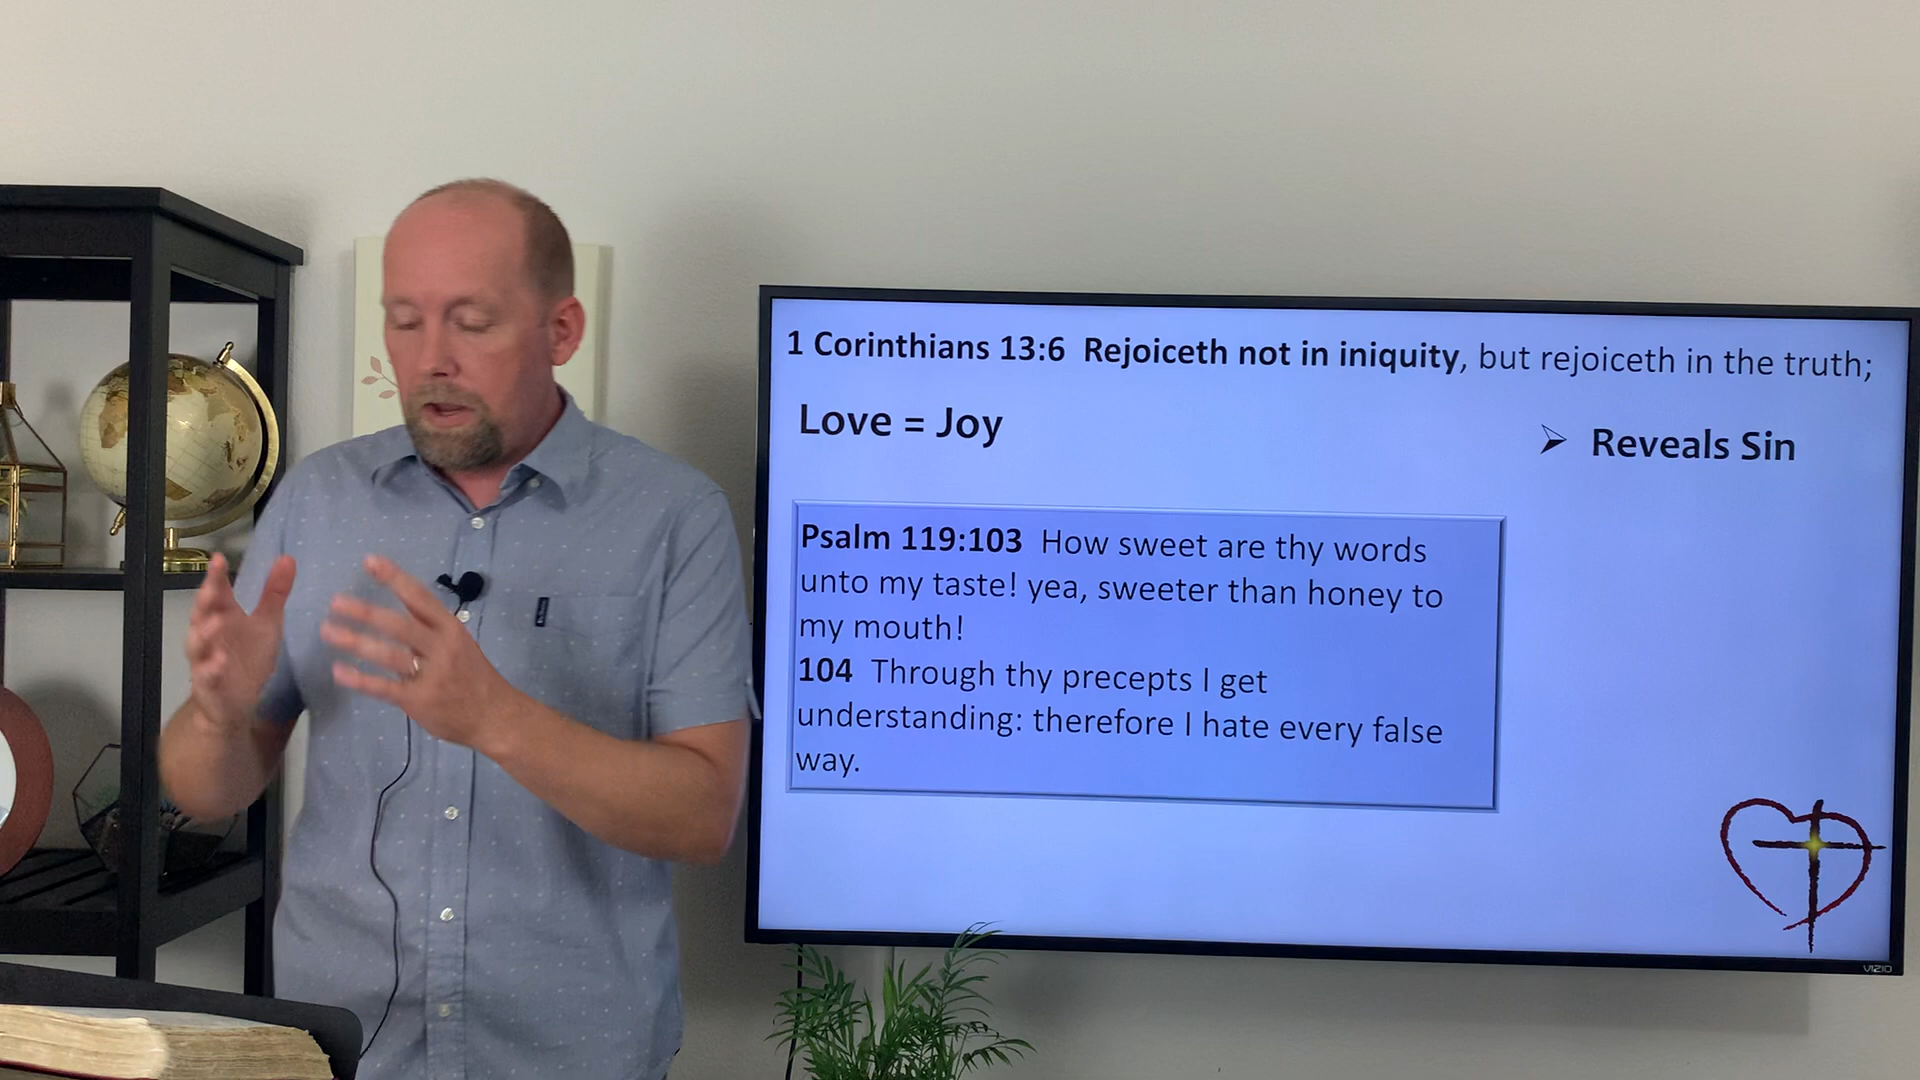 1 Corinthians 13:6 Rejoiceth not in iniquity, but rejoiceth in the truth;
Love = Joy
➢ Reveals Sin
Psalm 119:103 How sweet are thy words
unto my taste! yea, sweeter than honey to
my mouth!
104 Through thy precepts I get
understanding: therefore I hate every false
way.
VIZIO